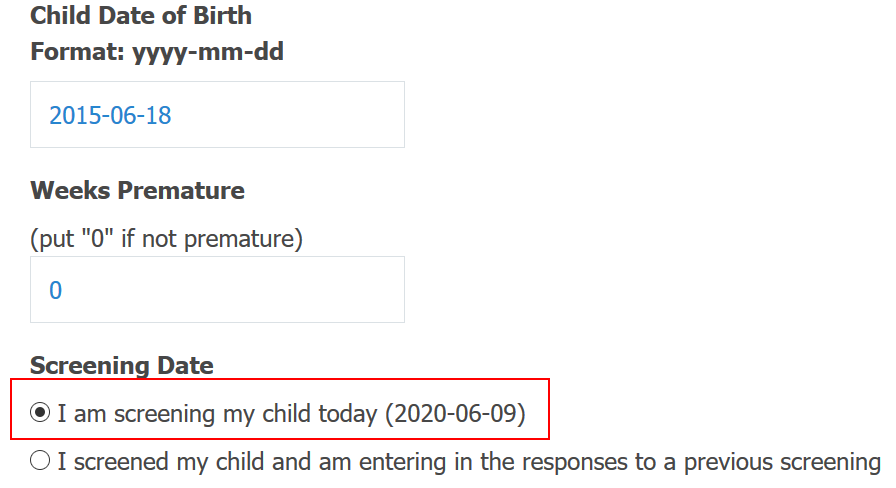 Child Date of Birth
Format: yyyy-mm-dd
2015-06-18
Weeks Premature
(put "0" if not premature)
0
Screening Date
I am screening my child today (2020-06-09)
I screened my child and am entering in the responses to a previous screening